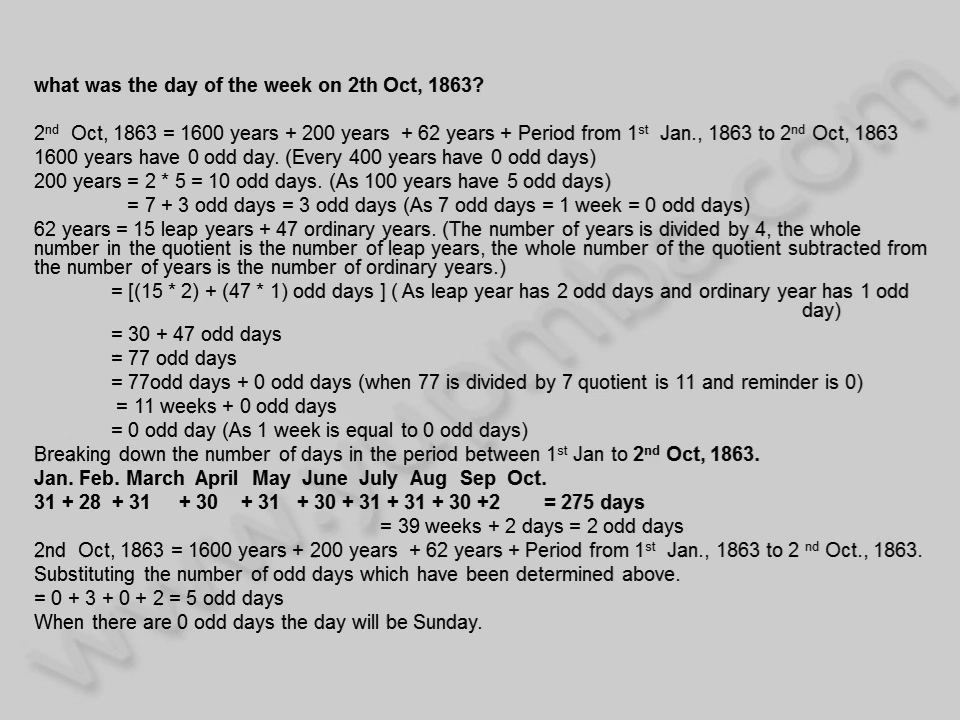 what was the day of the week on 2th Oct, 1863?
2nd Oct, 1863 = 1600 years + 200 years + 62 years + Period from 1st Jan., 1863 to 2nd Oct, 1863
1600 years have 0 odd day. (Every 400 years have 0 odd days)
200 years = 2 * 5 = 10 odd days. (As 100 years have 5 odd days)
= 7 + 3 odd days = 3 odd days (As 7 odd days = 1 week = 0 odd days)
62 years = 15 leap years + 47 ordinary years. (The number of years is divided by 4, the whole
number in the quotient is the number of leap years, the whole number of the quotient subtracted from
the number of years is the number of ordinary years.)
= [(15 * 2) + (47 * 1) odd days ] ( As leap year has 2 odd days and ordinary year has 1 odd
day)
= 30 + 47 odd days
= 77 odd days
= 77odd days + 0 odd days (when 77 is divided by 7 quotient is 11 and reminder is 0)
= 11 weeks + 0 odd days
= 0 odd day (As 1 week is equal to 0 odd days)
Breaking down the number of days in the period between 1st Jan to 2nd Oct, 1863.
Jan. Feb. March April May June July Aug Sep Oct.
31 + 28 + 31 + 30 + 31 + 30 + 31 + 31 + 30 +2 = 275 days
= 39 weeks + 2 days = 2 odd days
2nd Oct, 1863 = 1600 years + 200 years + 62 years + Period from 1st Jan., 1863 to 2 nd Oct., 1863.
Substituting the number of odd days which have been determined above.
= 0 + 3 + 0 + 2 = 5 odd days
When there are 0 odd days the day will be Sunday.